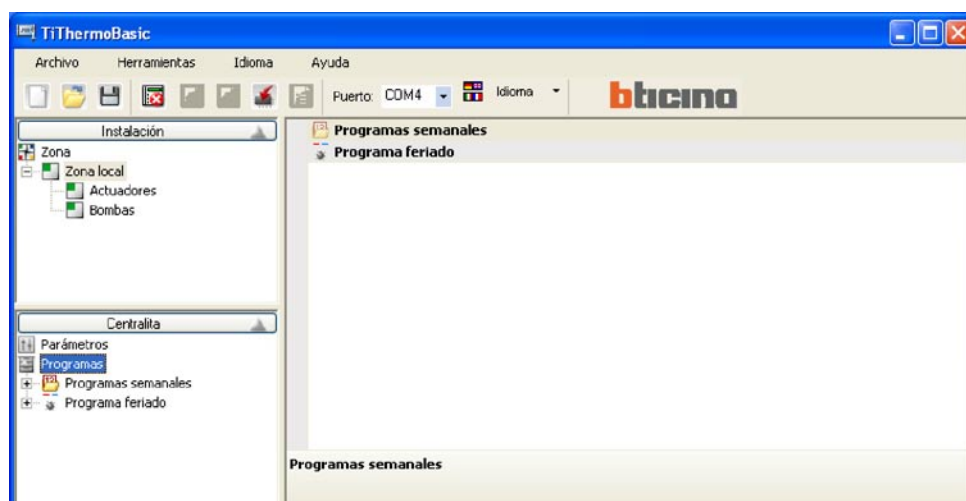 TiThermoBasic
Archivo Herramientas Idioma Ayuda
Puerto: COM4 Idioma bticino
Instalación
Zona
Zona local
Actuadores
Bombas
Programas semanales
Programa feriado
Centralita
Parámetros
Programas
Programas semanales
Programa feriado
Programas semanales